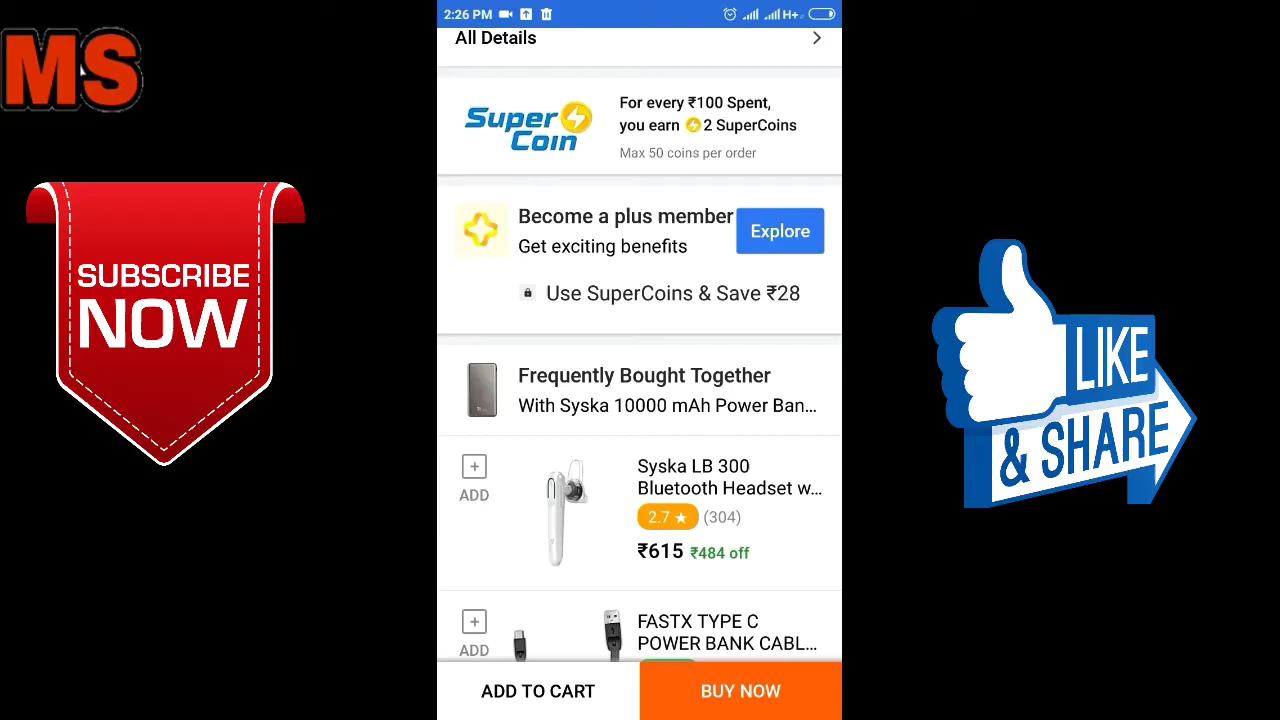 MS
SUBSCRIBE
NOW
2:26 PM
H+
All Details
Super
Coin
For every ₹100 Spent,
you earn 2 SuperCoins
Max 50 coins per order
Become a plus member
Get exciting benefits
Explore
Use SuperCoins & Save ₹28
Frequently Bought Together
With Syska 10000 mAh Power Ban...
ADD
Syska LB 300
Bluetooth Headset w...
2.7 ★ (304)
₹615 ₹484 off
ADD
FASTX TYPE C
POWER BANK CABL...
ADD TO CART
BUY NOW
LIKE
& SHARE